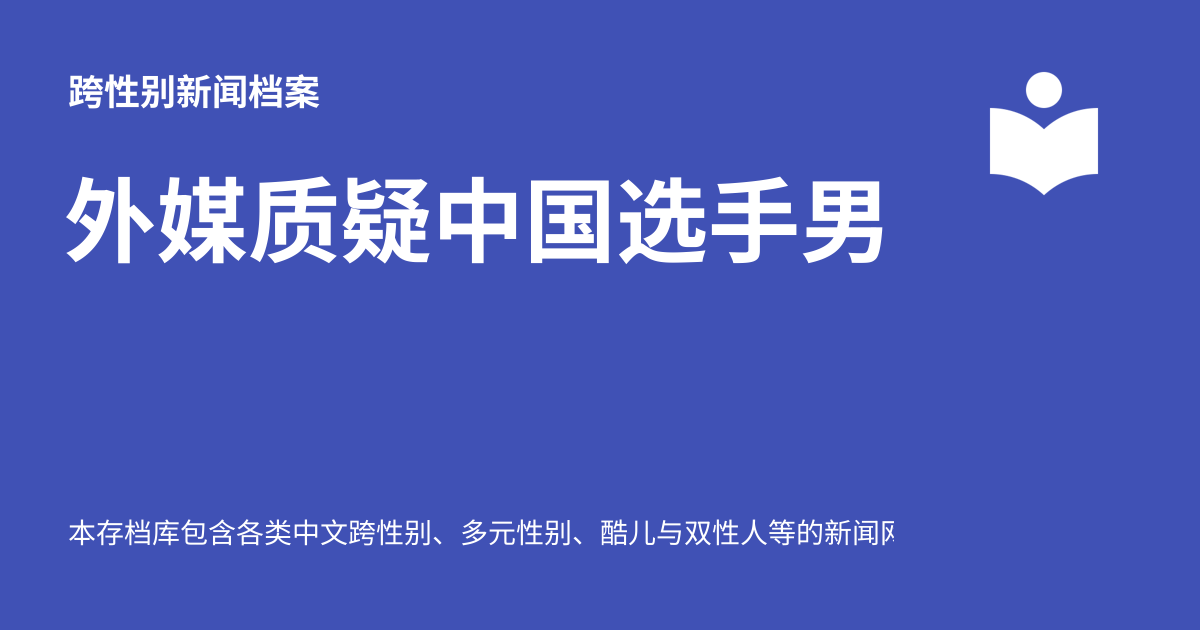 跨性别新闻档案
外媒质疑中国选手男
本存档库包含各类中文跨性别、多元性别、酷儿与双性人等的新闻